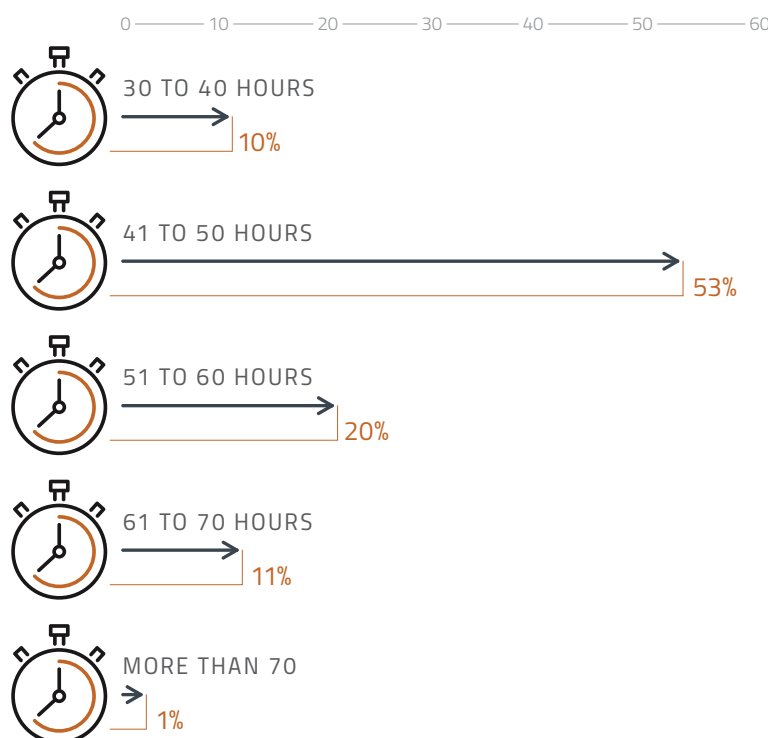 0 10 20 30 40 50 60
30 TO 40 HOURS
10%
41 TO 50 HOURS
53%
51 TO 60 HOURS
20%
61 TO 70 HOURS
11%
MORE THAN 70
1%